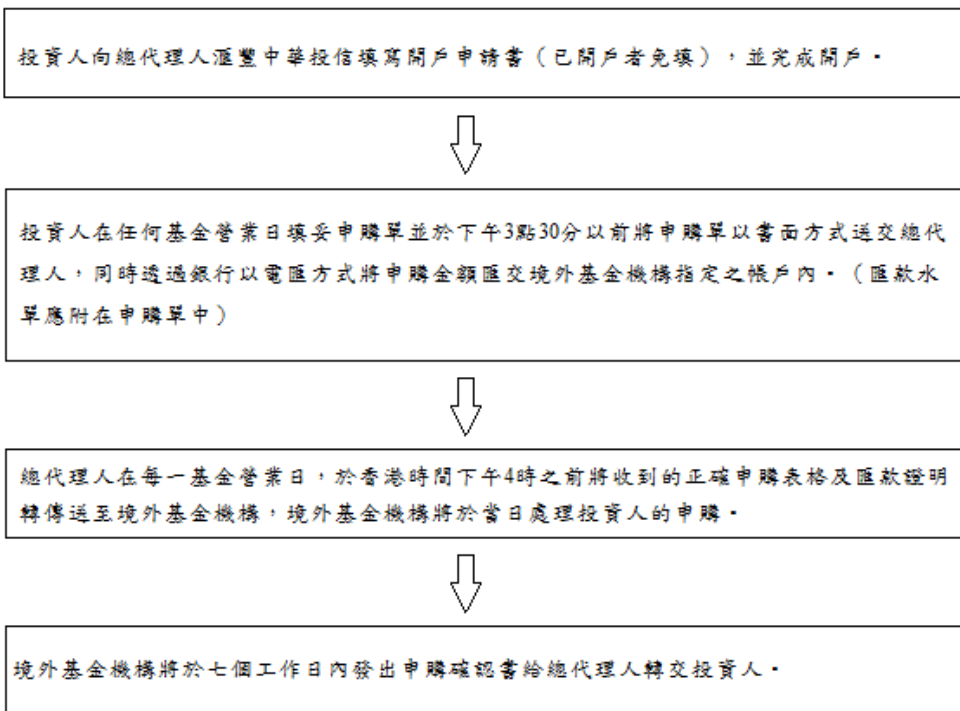 投資人向總代理人滙豐中華投信填寫開戶申請書（已開戶者免填），並完成開戶。
投資人在任何基金營業日填妥申購單並於下午3點30分以前將申購單以書面方式送交總代
理人，同時透過銀行以電匯方式將申購金額匯交境外基金機構指定之帳戶內。（匯款水
單應附在申購單中）
總代理人在每一基金營業日，於香港時間下午4時之前將收到的正確申購表格及匯款證明
轉傳送至境外基金機構，境外基金機構將於當日處理投資人的申購。
境外基金機構將於七個工作日內發出申購確認書給總代理人轉交投資人。